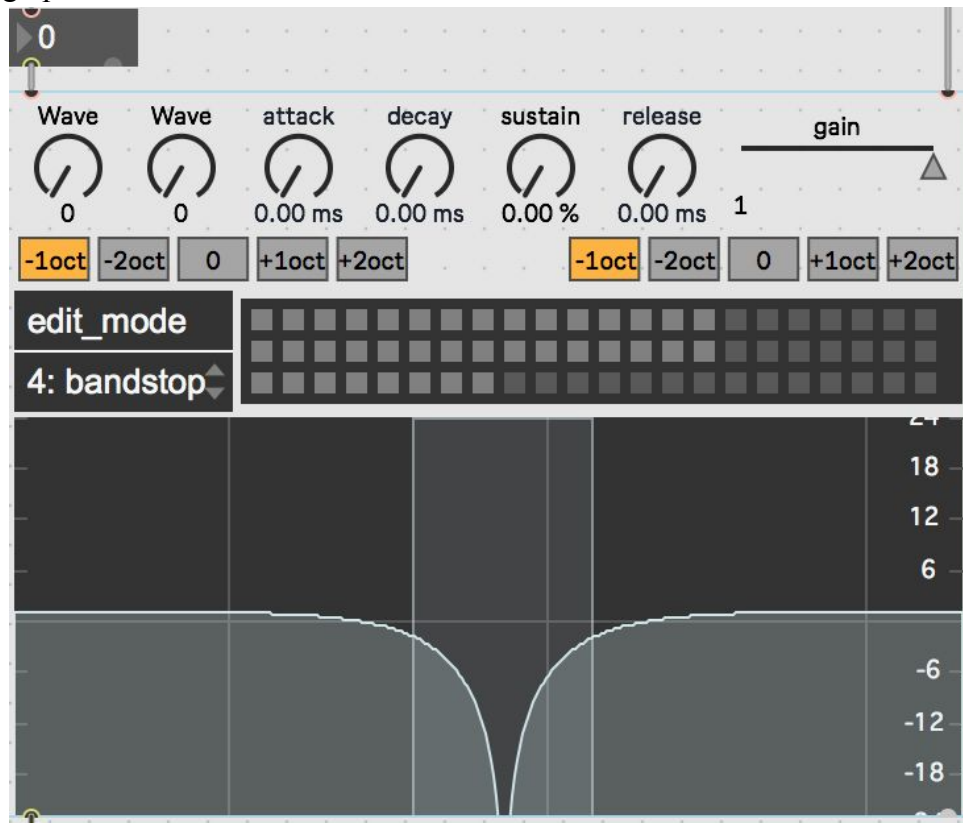 0
Wave Wave attack decay sustain release gain
0 0 0.00 ms 0.00 ms 0.00 % 0.00 ms 1
-1oct -2oct 0 +1oct +2oct -1oct -2oct 0 +1oct +2oct
edit_mode
4: bandstop
24
18
12
6
-6
-12
-18